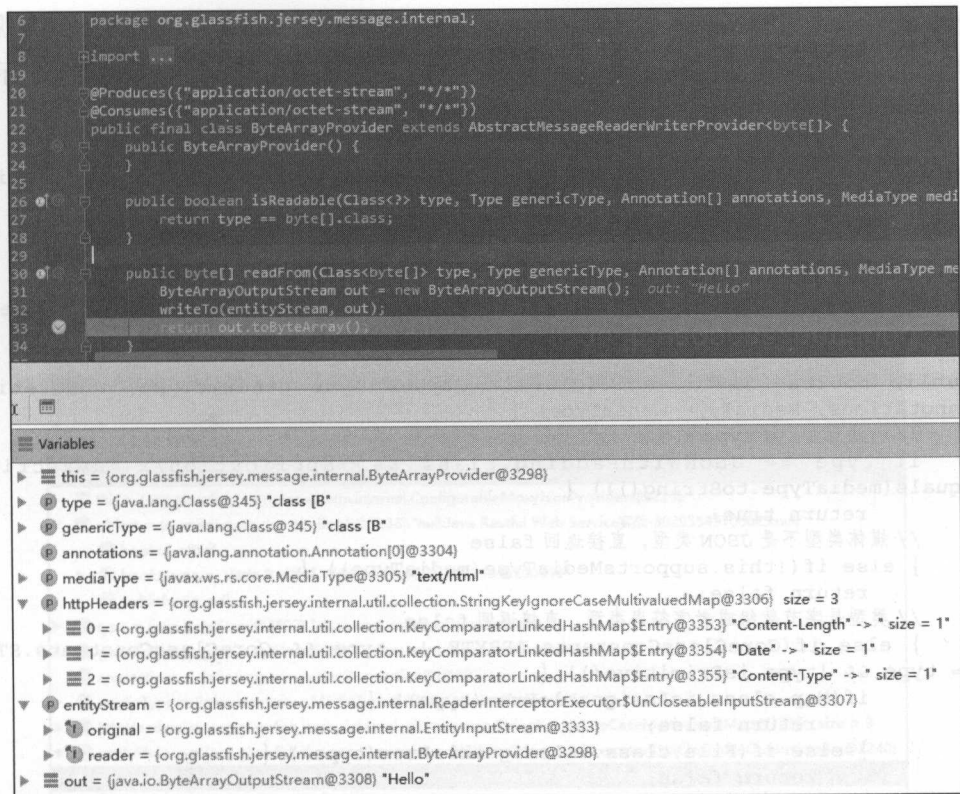 6 package org.glassfish.jersey.message.internal;
7
8 import ...
19
20 @Produces({"application/octet-stream", "*/*"})
21 @Consumes({"application/octet-stream", "*/*"})
22 public final class ByteArrayProvider extends AbstractMessageReaderWriterProvider<byte[]> {
23 public ByteArrayProvider() {
24 }
25
26 public boolean isReadable(Class<?> type, Type genericType, Annotation[] annotations, MediaType medi
27 return type == byte[].class;
28 }
29
30 public byte[] readFrom(Class<byte[]> type, Type genericType, Annotation[] annotations, MediaType me
31 ByteArrayOutputStream out = new ByteArrayOutputStream(); out: "Hello"
32 writeTo(entityStream, out);
33 return out.toByteArray();
34 }
Variables
this = {org.glassfish.jersey.message.internal.ByteArrayProvider@3298}
type = {java.lang.Class@345} "class [B"
genericType = {java.lang.Class@345} "class [B"
annotations = {java.lang.annotation.Annotation[0]@3304}
mediaType = {javax.ws.rs.core.MediaType@3305} "text/html"
httpHeaders = {org.glassfish.jersey.internal.util.collection.StringKeyIgnoreCaseMultivaluedMap@3306} size = 3
0 = {org.glassfish.jersey.internal.util.collection.KeyComparatorLinkedHashMap$Entry@3353} "Content-Length" -> " size = 1"
1 = {org.glassfish.jersey.internal.util.collection.KeyComparatorLinkedHashMap$Entry@3354} "Date" -> " size = 1"
2 = {org.glassfish.jersey.internal.util.collection.KeyComparatorLinkedHashMap$Entry@3355} "Content-Type" -> " size = 1"
entityStream = {org.glassfish.jersey.message.internal.ReaderInterceptorExecutor$UnCloseableInputStream@3307}
original = {org.glassfish.jersey.message.internal.EntityInputStream@3333}
reader = {org.glassfish.jersey.message.internal.ByteArrayProvider@3298}
out = {java.io.ByteArrayOutputStream@3308} "Hello"